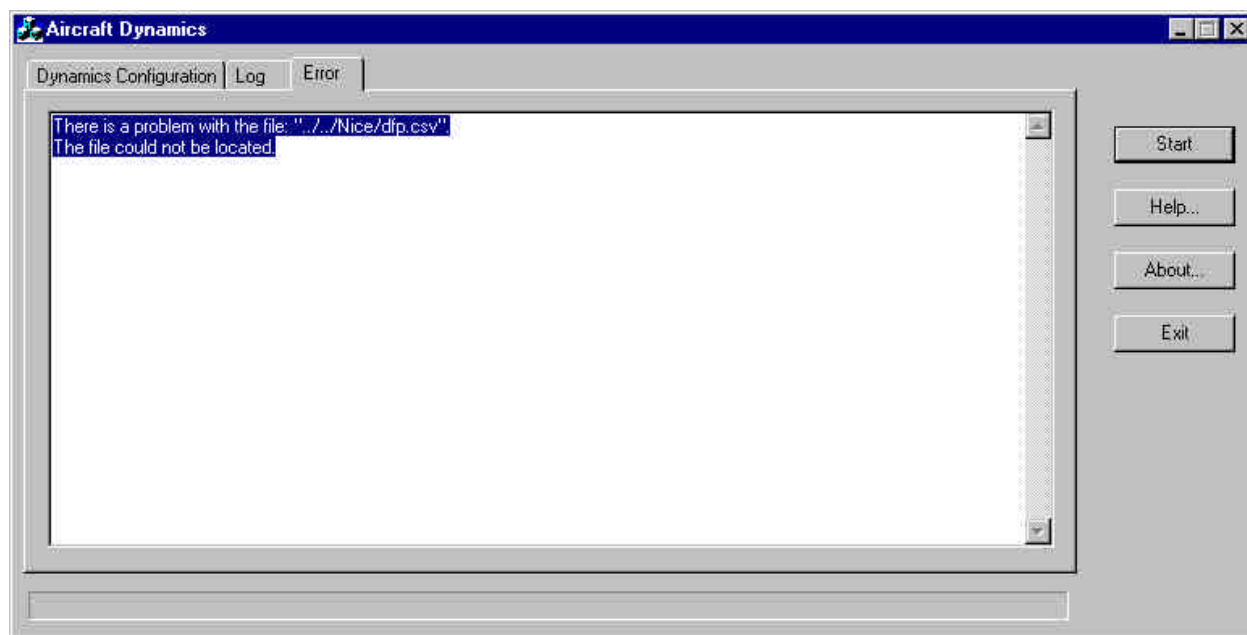 Aircraft Dynamics
Dynamics Configuration Log Error
There is a problem with the file: "../../Nice/dfp.csv".
The file could not be located.
Start
Help...
About...
Exit